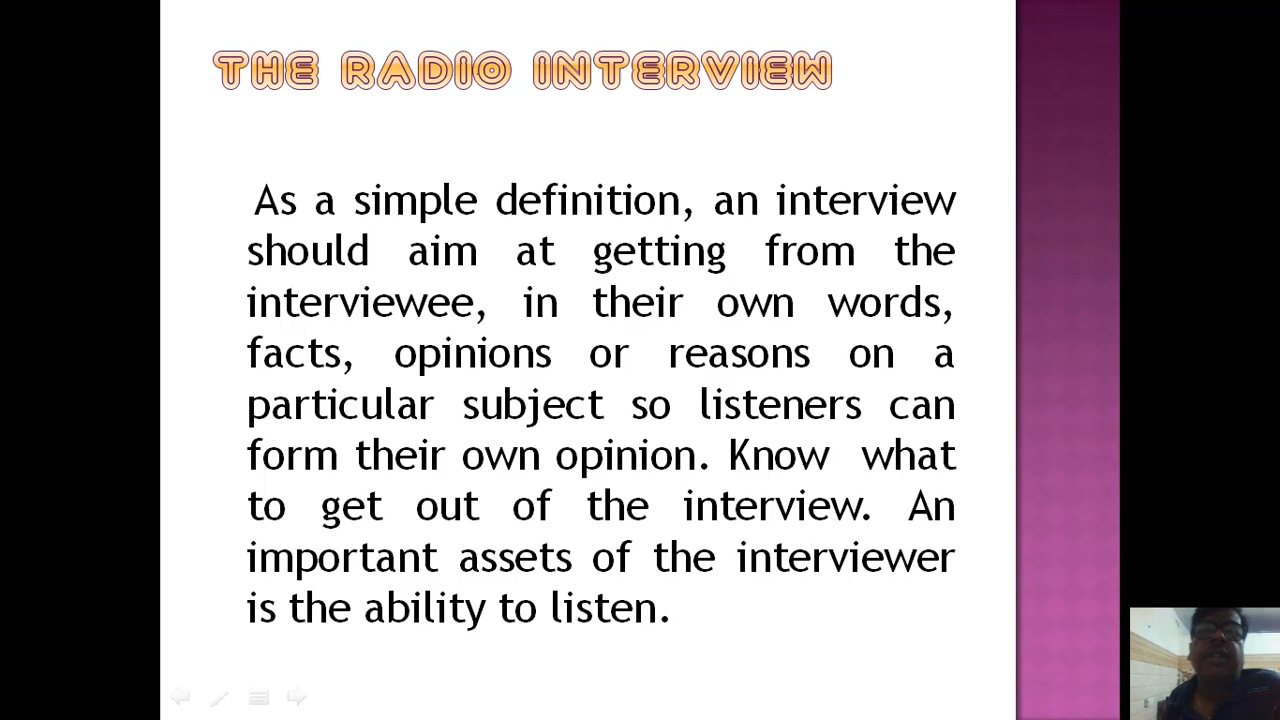 THE RADIO INTERVIEW
As a simple definition, an interview
should aim at getting from the
interviewee, in their own words,
facts, opinions or reasons on a
particular subject so listeners can
form their own opinion. Know what
to get out of the interview. An
important assets of the interviewer
is the ability to listen.